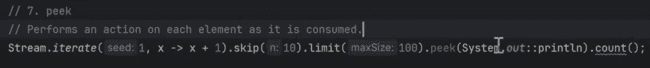 // 7. peek
// Performs an action on each element as it is consumed.
Stream.iterate( seed: 1, x -> x + 1).skip( n: 10).limit( maxSize: 100).peek(System.out::println).count();